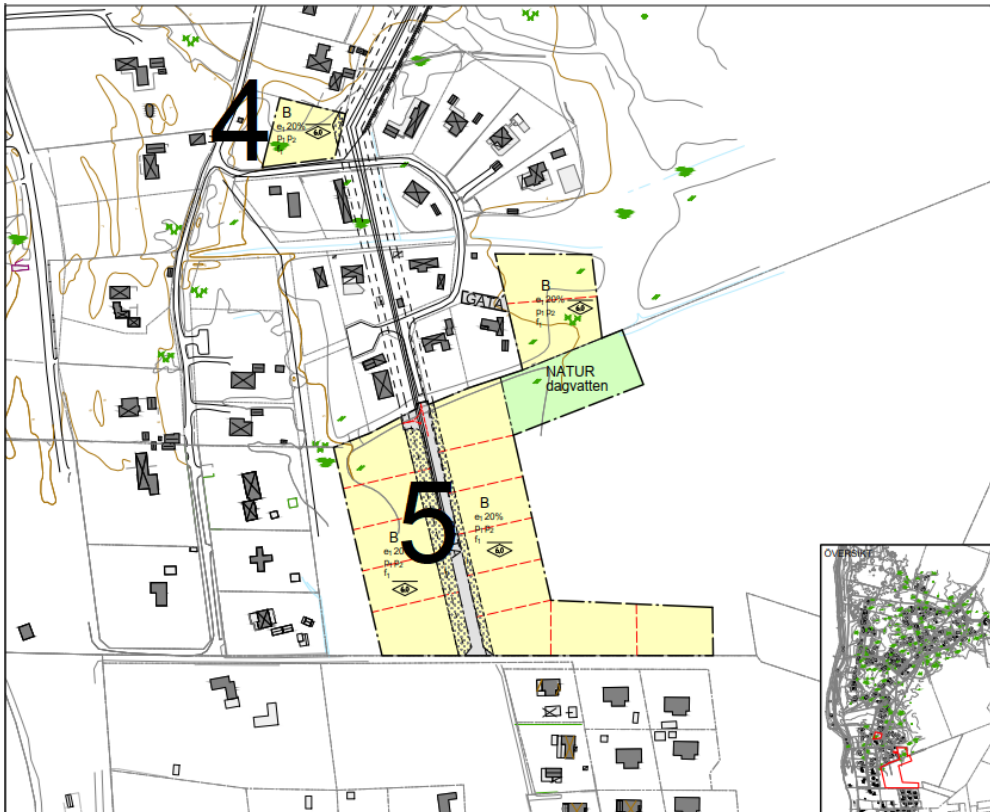 4
B
e₁ 20%
p₁ p₂
f₁
6.0
B
e₁ 20%
p₁ p₂
f₁
6.0
GATA
NATUR
dagvatten
5
B
e₁ 20%
p₁ p₂
f₁
6.0
B
e₁ 20
p₁ p₂
f₁
6.0
ÖVERSIKT